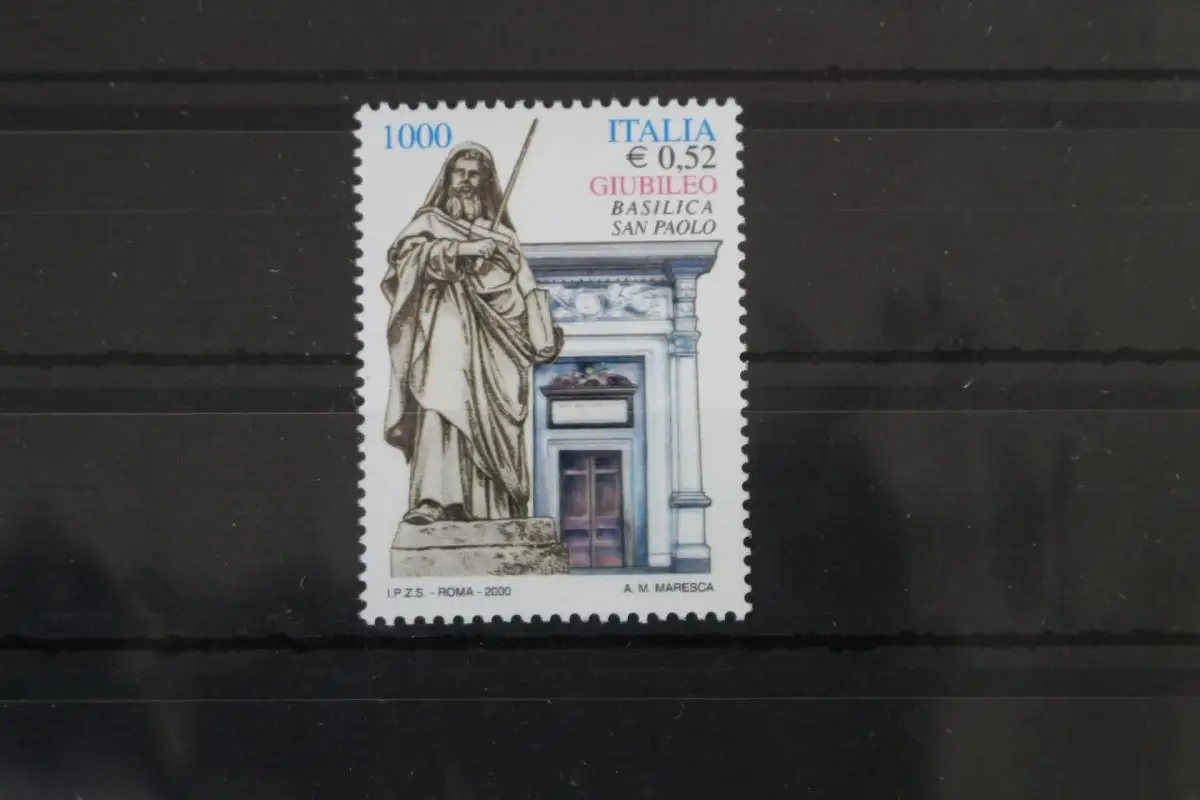 1000
ITALIA
€ 0,52
GIUBILEO
BASILICA
SAN PAOLO
I.P.Z.S. - ROMA - 2000
A. M. MARESCA